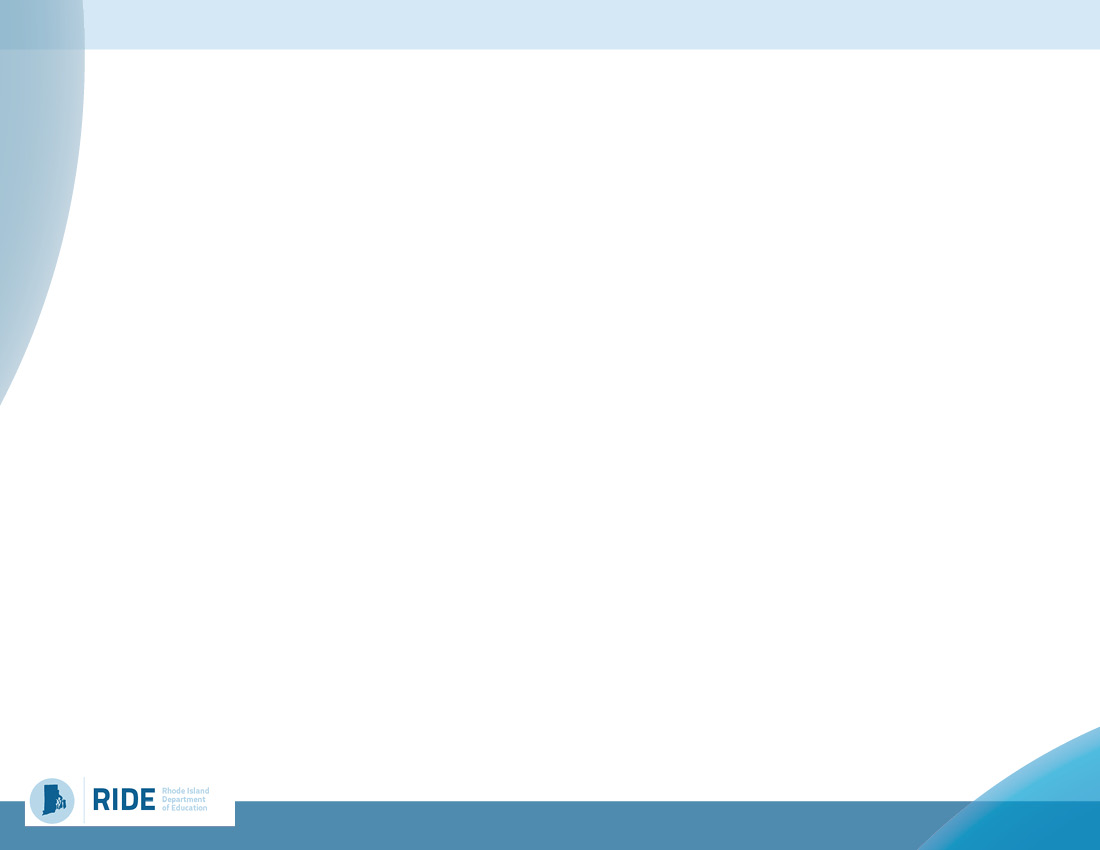 RIDE
Rhode Island
Department
of Education